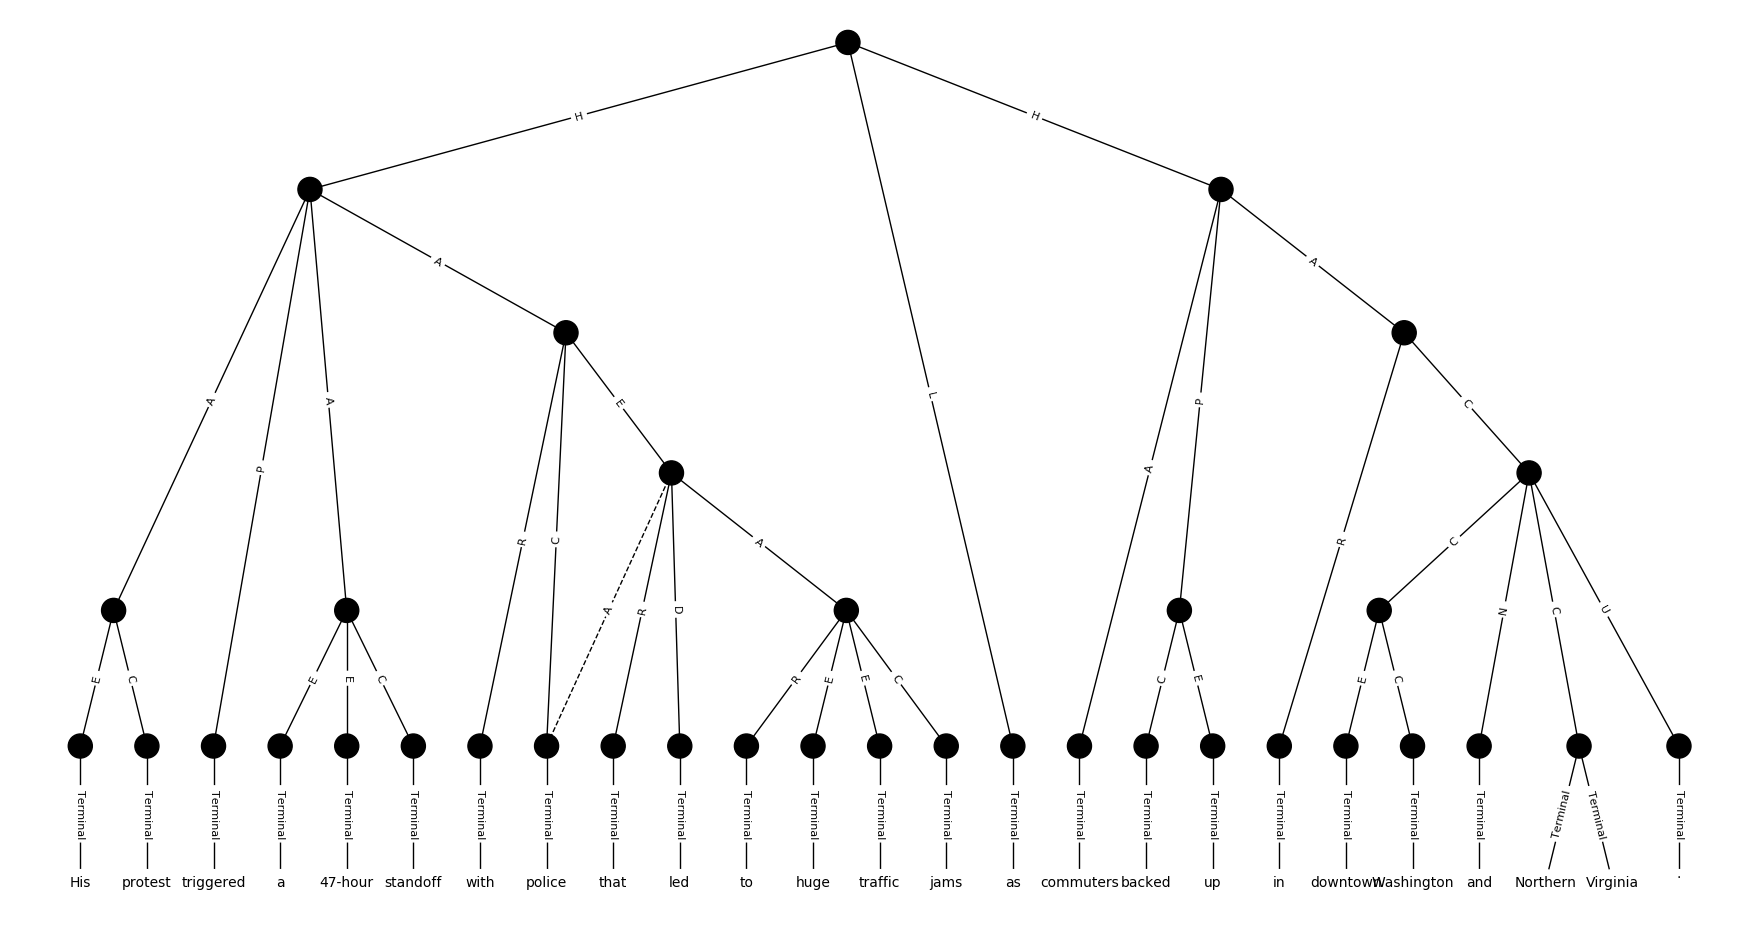 H H
A L A
A P A E P C
R C A A R C
A R D N C U
E C E E C R E E C C E E C
Terminal Terminal Terminal Terminal Terminal Terminal Terminal Terminal Terminal Terminal Terminal Terminal Terminal Terminal Terminal Terminal Terminal Terminal Terminal Terminal Terminal Terminal Terminal Terminal Terminal
His protest triggered a 47-hour standoff with police that led to huge traffic jams as commuters backed up in downtown Washington and Northern Virginia .